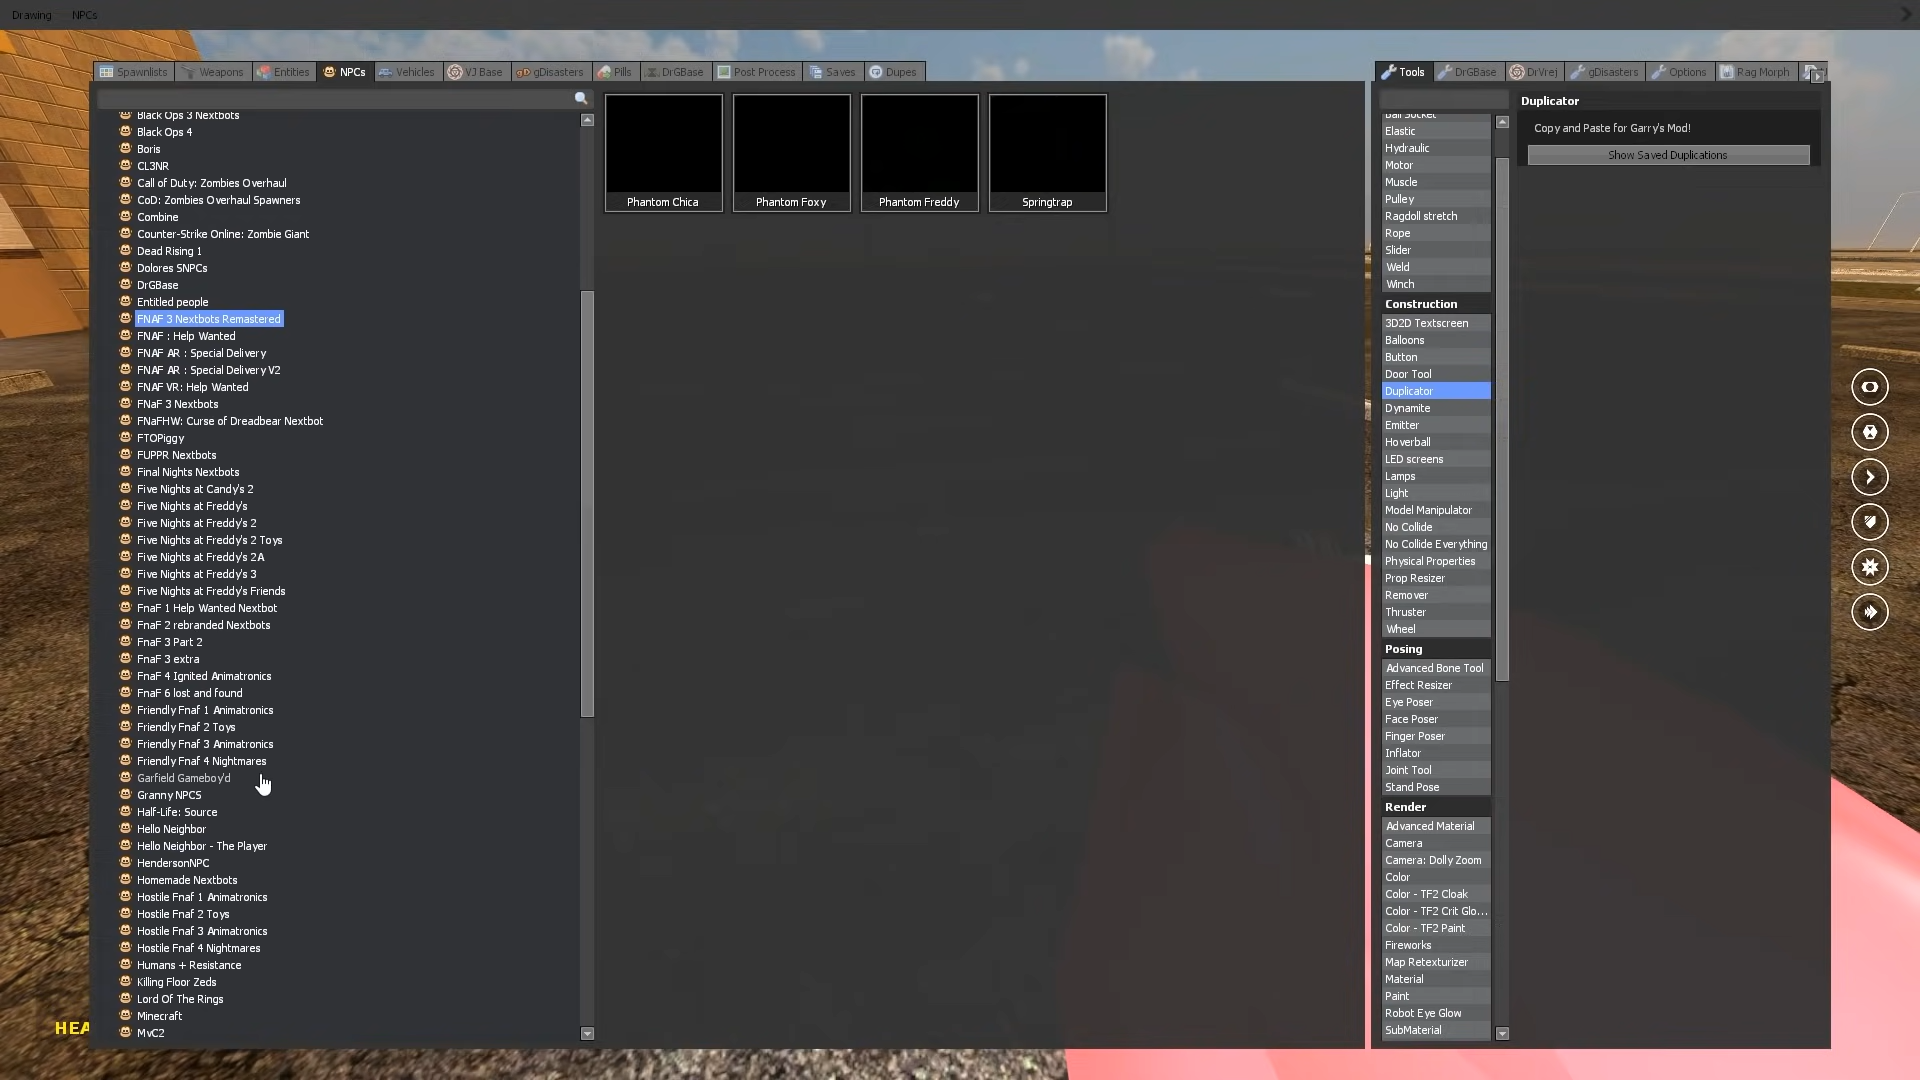 Drawing NPCs
Spawnlists Weapons Entities NPCs Vehicles VJ Base gDisasters Pills DrGBase Post Process Saves Dupes
Black Ops 3 Nextbots
Black Ops 4
Boris
CL3NR
Call of Duty: Zombies Overhaul
CoD: Zombies Overhaul Spawners
Combine
Counter-Strike Online: Zombie Giant
Dead Rising 1
Dolores SNPCs
DrGBase
Entitled people
FNAF 3 Nextbots Remastered
FNAF : Help Wanted
FNAF AR : Special Delivery
FNAF AR : Special Delivery V2
FNAF VR: Help Wanted
FNaF 3 Nextbots
FNaFHW: Curse of Dreadbear Nextbot
FTOPiggy
FUPPR Nextbots
Final Nights Nextbots
Five Nights at Candy's 2
Five Nights at Freddy's
Five Nights at Freddy's 2
Five Nights at Freddy's 2 Toys
Five Nights at Freddy's 2A
Five Nights at Freddy's 3
Five Nights at Freddy's Friends
FnaF 1 Help Wanted Nextbot
FnaF 2 rebranded Nextbots
FnaF 3 Part 2
FnaF 3 extra
FnaF 4 Ignited Animatronics
FnaF 6 lost and found
Friendly Fnaf 1 Animatronics
Friendly Fnaf 2 Toys
Friendly Fnaf 3 Animatronics
Friendly Fnaf 4 Nightmares
Garfield Gameboy'd
Granny NPCS
Half-Life: Source
Hello Neighbor
Hello Neighbor - The Player
HendersonNPC
Homemade Nextbots
Hostile Fnaf 1 Animatronics
Hostile Fnaf 2 Toys
Hostile Fnaf 3 Animatronics
Hostile Fnaf 4 Nightmares
Humans + Resistance
Killing Floor Zeds
Lord Of The Rings
Minecraft
MvC2
HEA
Phantom Chica
Phantom Foxy
Phantom Freddy
Springtrap
Tools DrGBase DrVrej gDisasters Options Rag Morph
Ball Socket
Elastic
Hydraulic
Motor
Muscle
Pulley
Ragdoll stretch
Rope
Slider
Weld
Winch
Construction
3D2D Textscreen
Balloons
Button
Door Tool
Duplicator
Dynamite
Emitter
Hoverball
LED screens
Lamps
Light
Model Manipulator
No Collide
No Collide Everything
Physical Properties
Prop Resizer
Remover
Thruster
Wheel
Posing
Advanced Bone Tool
Effect Resizer
Eye Poser
Face Poser
Finger Poser
Inflator
Joint Tool
Stand Pose
Render
Advanced Material
Camera
Camera: Dolly Zoom
Color
Color - TF2 Cloak
Color - TF2 Crit Glo...
Color - TF2 Paint
Fireworks
Map Retexturizer
Material
Paint
Robot Eye Glow
SubMaterial
Duplicator
Copy and Paste for Garry's Mod!
Show Saved Duplications